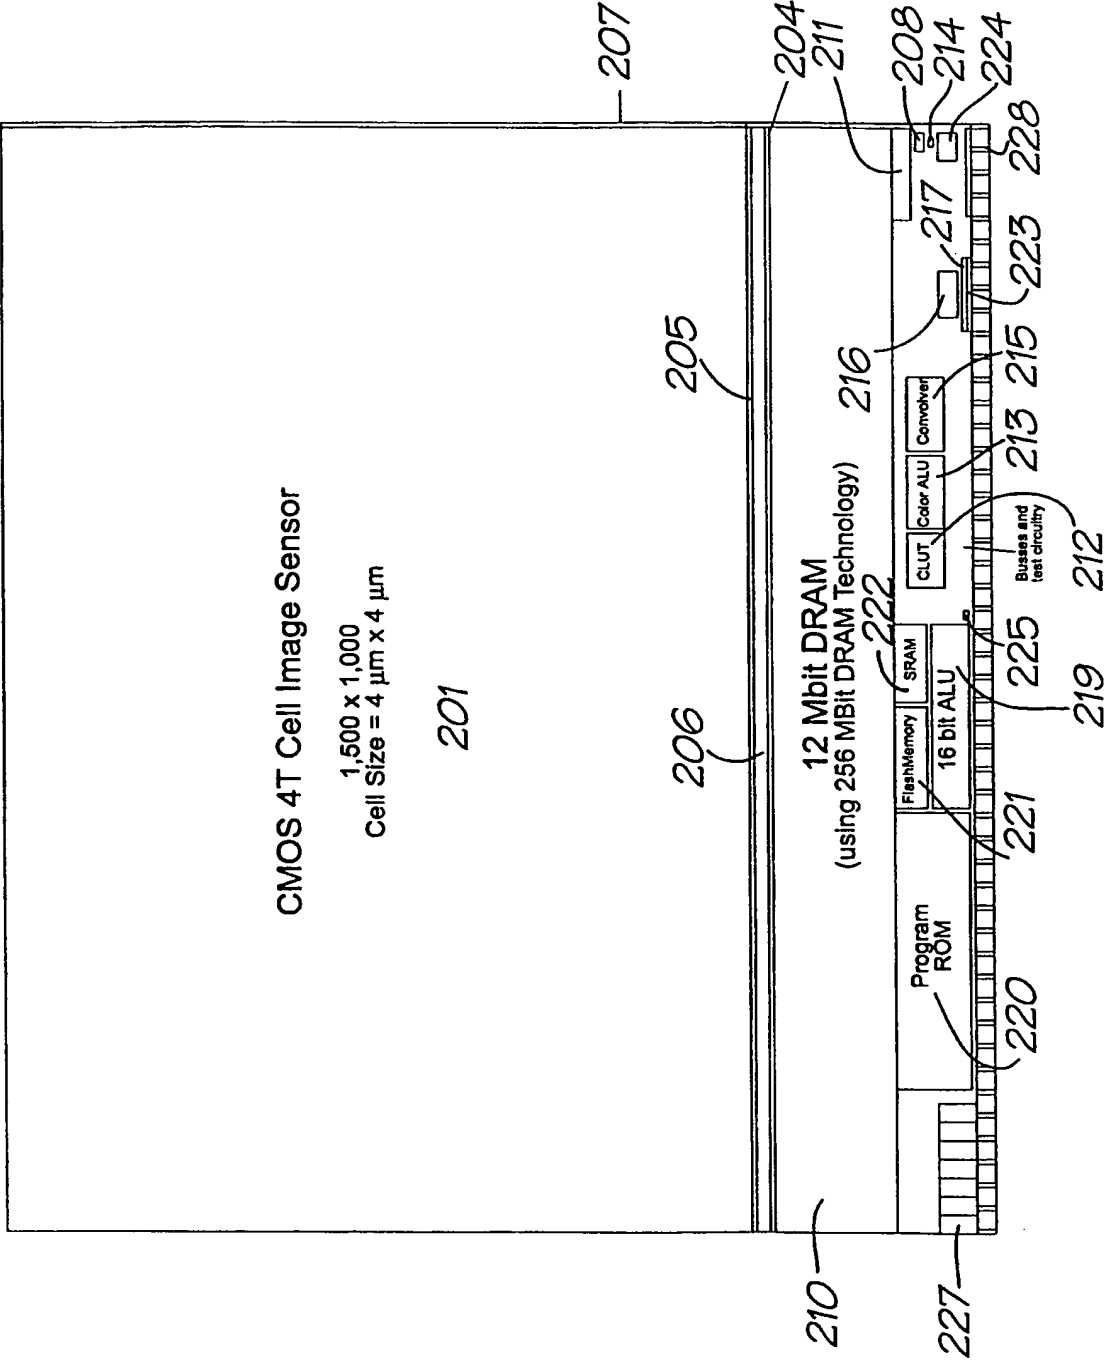 207
204
211
208
214
224
228
217
223
205
216
215
213
212
Convolver
Color ALU
CLUT
Busses and
test circuitry
CMOS 4T Cell Image Sensor
1,500 x 1,000
Cell Size = 4 µm x 4 µm
201
206
12 Mbit DRAM
(using 256 MBit DRAM Technology)
222
SRAM
FlashMemory
16 bit ALU
225
219
221
Program
ROM
220
210
227